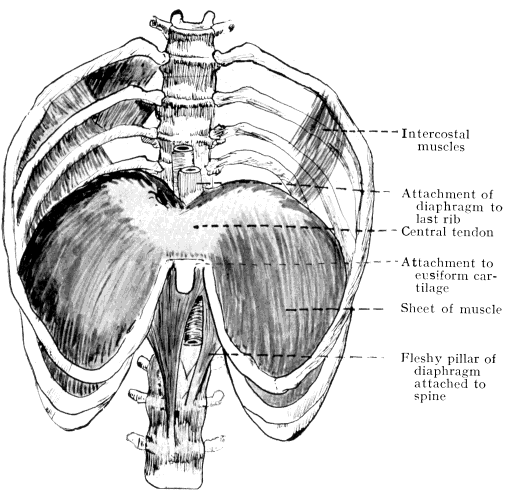 Intercostal
muscles
Attachment of
diaphragm to
last rib
Central tendon
Attachment to
eusiform car-
tilage
Sheet of muscle
Fleshy pillar of
diaphragm
attached to
spine